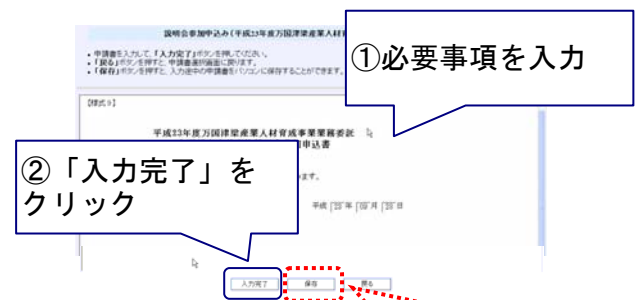 説明会参加申込み(平成23年度万国津梁産業人材育
・申請書を入力して、「入力完了」ボタンを押してください。
・「戻る」ボタンを押すと、申請書選択画面に戻ります。
・「保存」ボタンを押すと、入力途中の申請書をパソコンに保存することができます。
①必要事項を入力
平成23年度万国津梁産業人材育成事業業務委託
申込書
②「入力完了」を
クリック
ます。
平成 23 年 09 月 28 日
入力完了 保存 戻る